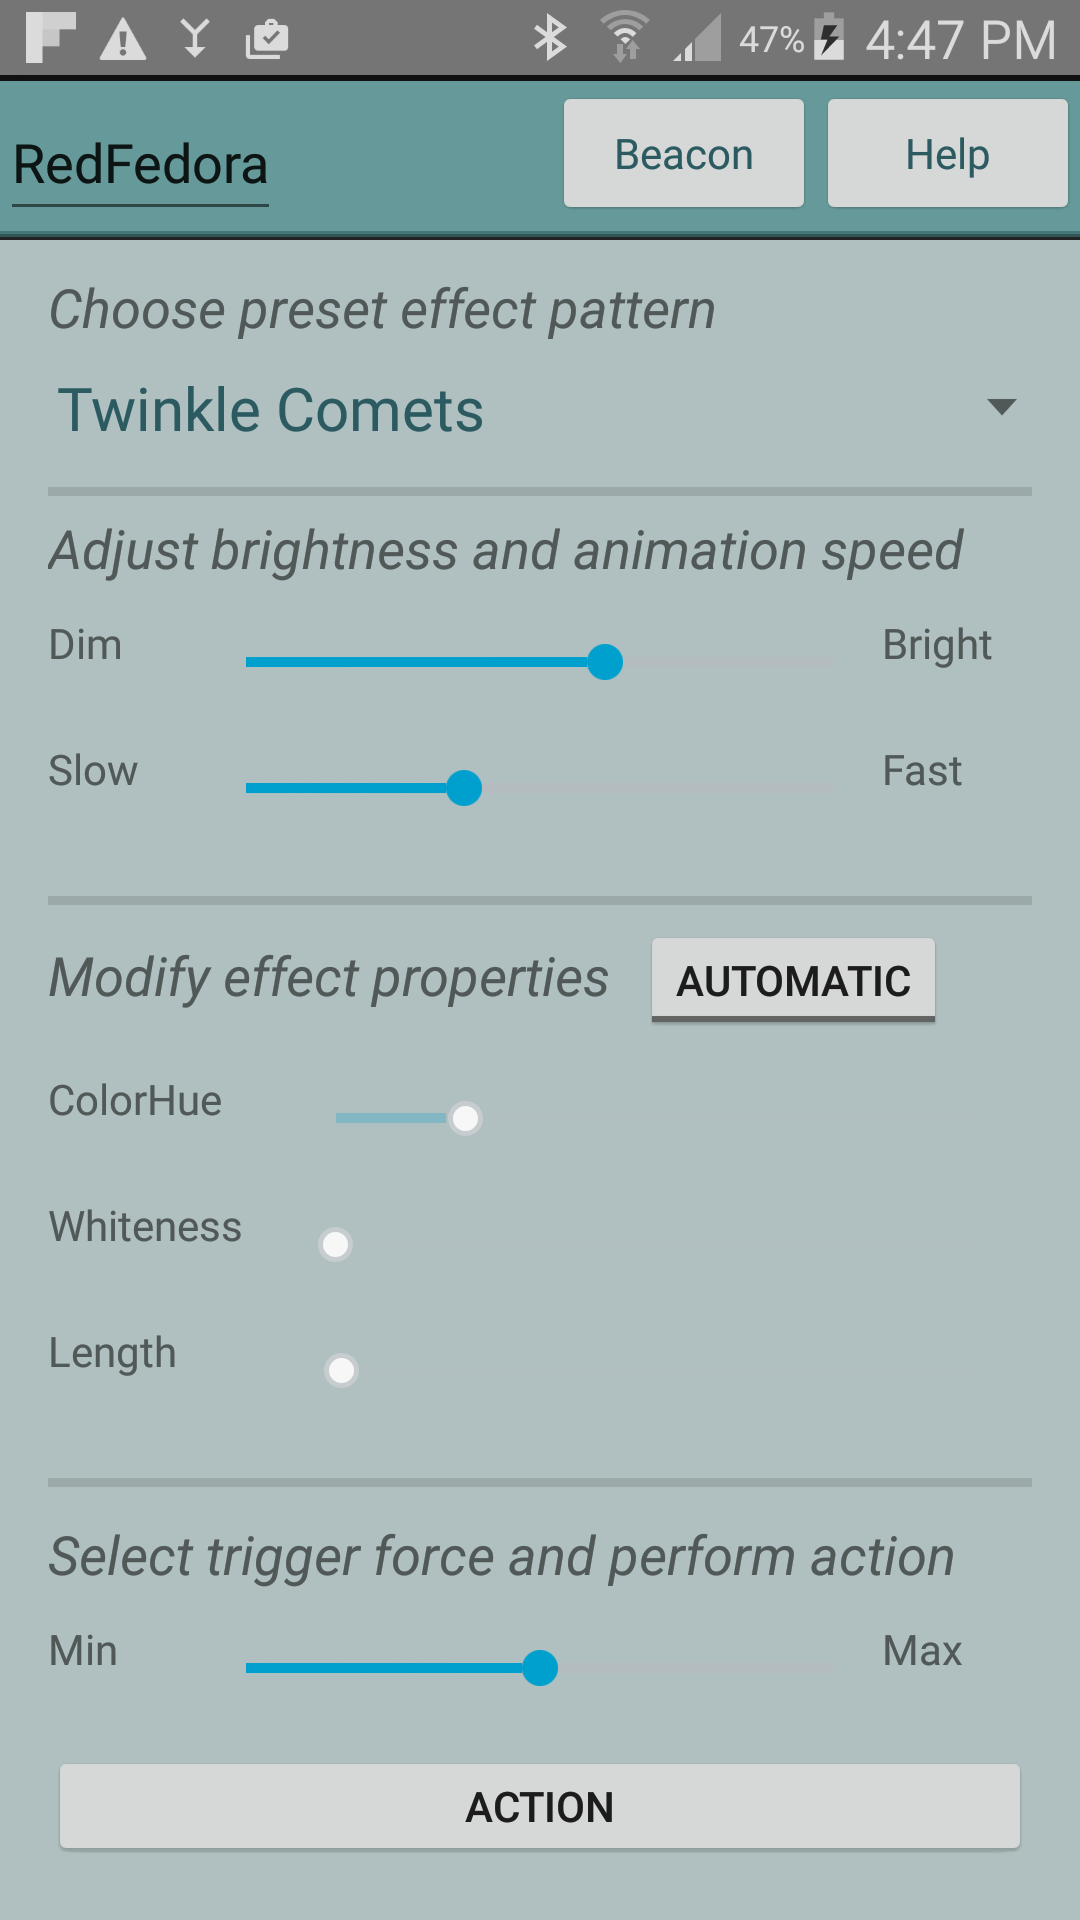 47% 4:47 PM
RedFedora Beacon Help
Choose preset effect pattern
Twinkle Comets
Adjust brightness and animation speed
Dim Bright
Slow Fast
Modify effect properties AUTOMATIC
ColorHue
Whiteness
Length
Select trigger force and perform action
Min Max
ACTION